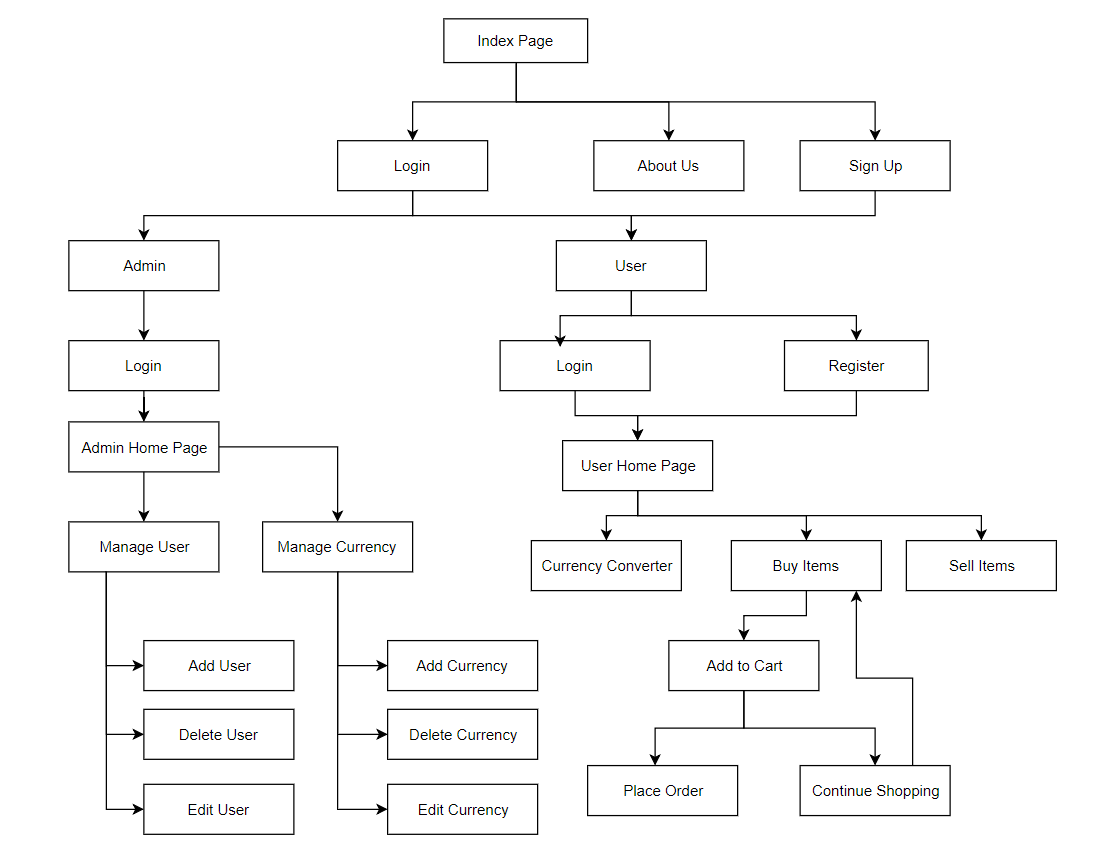 Index Page
Login
About Us
Sign Up
Admin
User
Login
Login
Register
Admin Home Page
User Home Page
Manage User
Manage Currency
Currency Converter
Buy Items
Sell Items
Add User
Add Currency
Add to Cart
Delete User
Delete Currency
Place Order
Continue Shopping
Edit User
Edit Currency